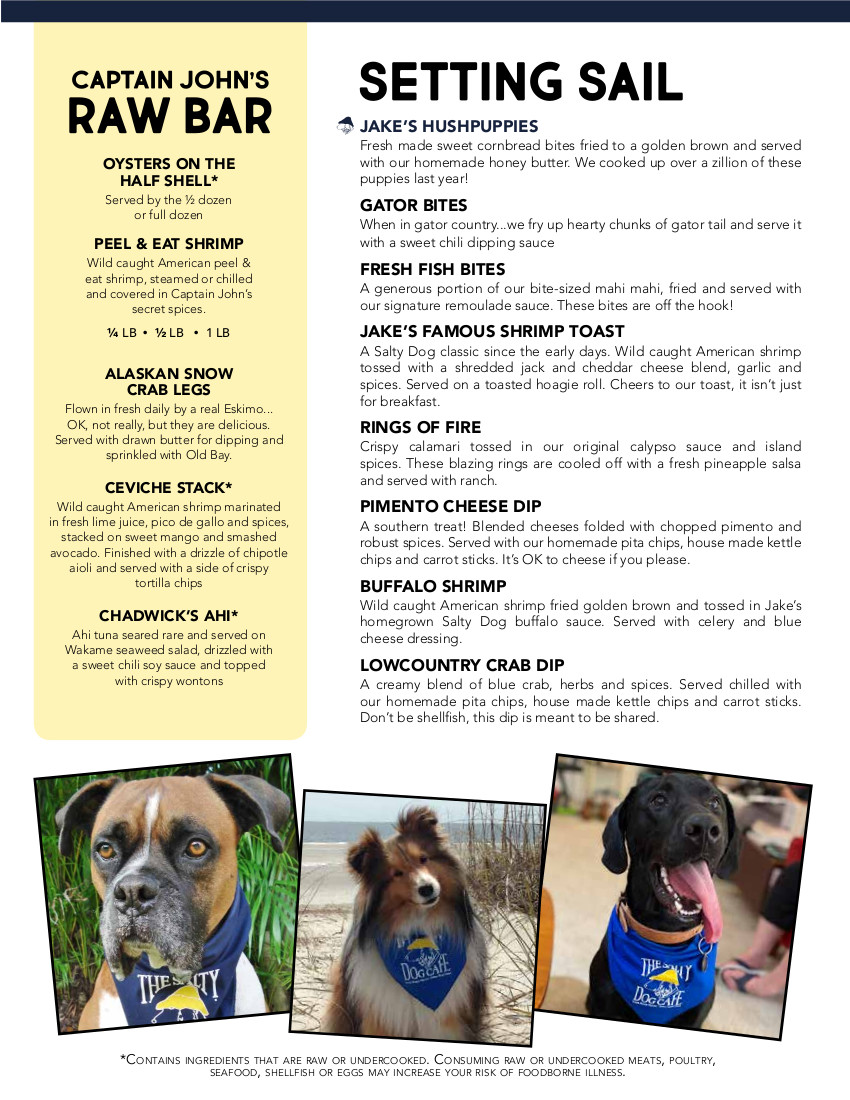 CAPTAIN JOHN'S
RAW BAR
OYSTERS ON THE
HALF SHELL*
Served by the ½ dozen
or full dozen
PEEL & EAT SHRIMP
Wild caught American peel &
eat shrimp, steamed or chilled
and covered in Captain John's
secret spices.
¼ LB • ½ LB • 1 LB
ALASKAN SNOW
CRAB LEGS
Flown in fresh daily by a real Eskimo...
OK, not really, but they are delicious.
Served with drawn butter for dipping and
sprinkled with Old Bay.
CEVICHE STACK*
Wild caught American shrimp marinated
in fresh lime juice, pico de gallo and spices,
stacked on sweet mango and smashed
avocado. Finished with a drizzle of chipotle
aioli and served with a side of crispy
tortilla chips
CHADWICK'S AHI*
Ahi tuna seared rare and served on
Wakame seaweed salad, drizzled with
a sweet chili soy sauce and topped
with crispy wontons
SETTING SAIL
JAKE'S HUSHPUPPIES
Fresh made sweet cornbread bites fried to a golden brown and served
with our homemade honey butter. We cooked up over a zillion of these
puppies last year!
GATOR BITES
When in gator country...we fry up hearty chunks of gator tail and serve it
with a sweet chili dipping sauce
FRESH FISH BITES
A generous portion of our bite-sized mahi mahi, fried and served with
our signature remoulade sauce. These bites are off the hook!
JAKE'S FAMOUS SHRIMP TOAST
A Salty Dog classic since the early days. Wild caught American shrimp
tossed with a shredded jack and cheddar cheese blend, garlic and
spices. Served on a toasted hoagie roll. Cheers to our toast, it isn't just
for breakfast.
RINGS OF FIRE
Crispy calamari tossed in our original calypso sauce and island
spices. These blazing rings are cooled off with a fresh pineapple salsa
and served with ranch.
PIMENTO CHEESE DIP
A southern treat! Blended cheeses folded with chopped pimento and
robust spices. Served with our homemade pita chips, house made kettle
chips and carrot sticks. It's OK to cheese if you please.
BUFFALO SHRIMP
Wild caught American shrimp fried golden brown and tossed in Jake's
homegrown Salty Dog buffalo sauce. Served with celery and blue
cheese dressing.
LOWCOUNTRY CRAB DIP
A creamy blend of blue crab, herbs and spices. Served chilled with
our homemade pita chips, house made kettle chips and carrot sticks.
Don't be shellfish, this dip is meant to be shared.
THE SALTY
DOG CAFE
THE SALTY
DOG CAFE
*Contains ingredients that are raw or undercooked. Consuming raw or undercooked meats, poultry,
seafood, shellfish or eggs may increase your risk of foodborne illness.